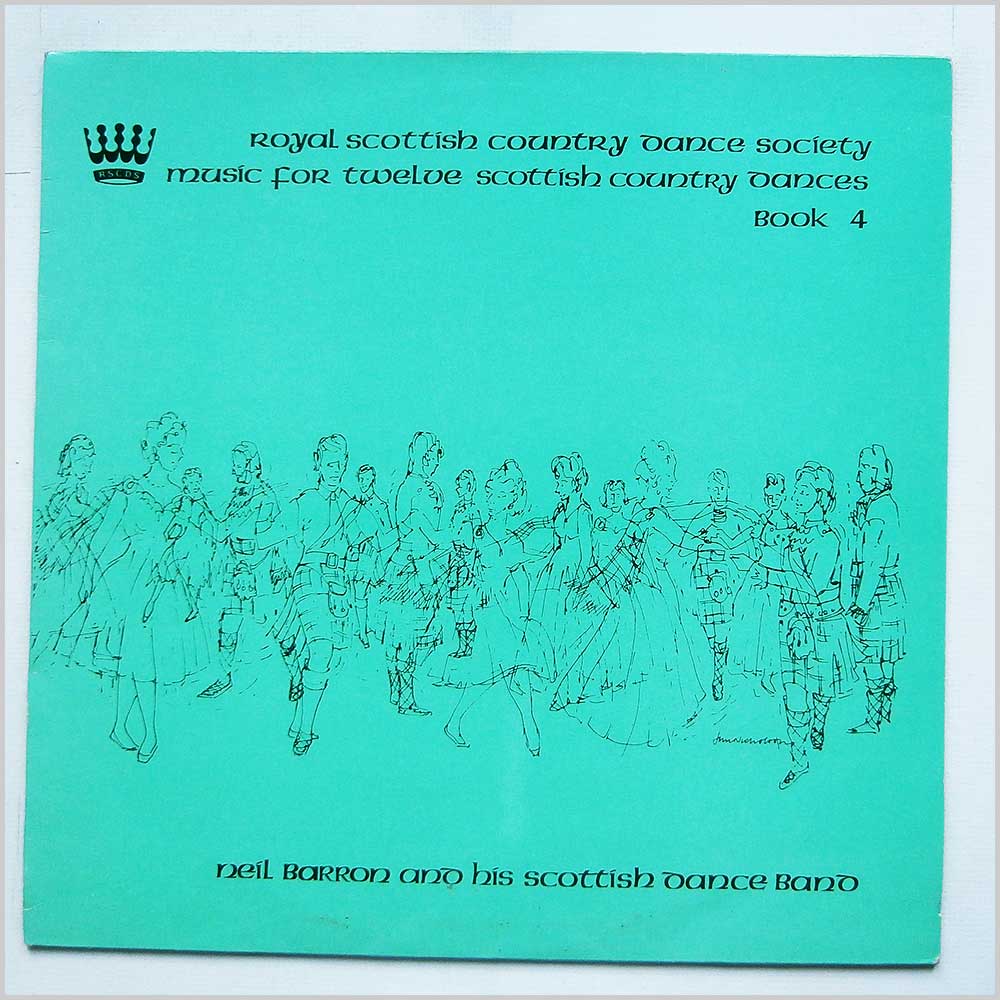 Royal Scottish Country Dance Society
RSCDS
Music for Twelve Scottish Country Dances
Book 4
Neil Barron and his Scottish Dance Band